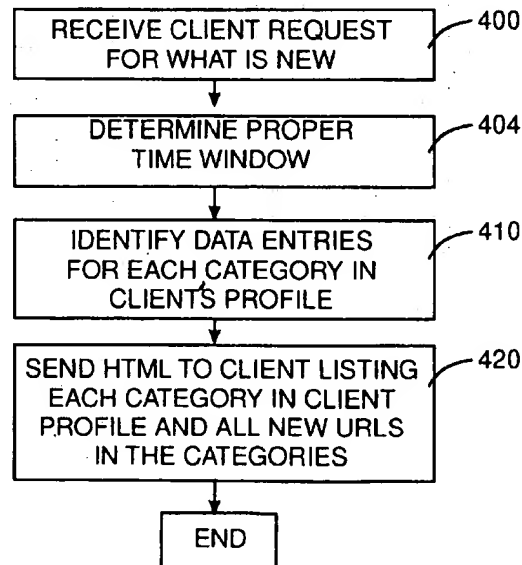 RECEIVE CLIENT REQUEST
FOR WHAT IS NEW
400
DETERMINE PROPER
TIME WINDOW
404
IDENTIFY DATA ENTRIES
FOR EACH CATEGORY IN
CLIENT'S PROFILE
410
SEND HTML TO CLIENT LISTING
EACH CATEGORY IN CLIENT
PROFILE AND ALL NEW URLS
IN THE CATEGORIES
420
END